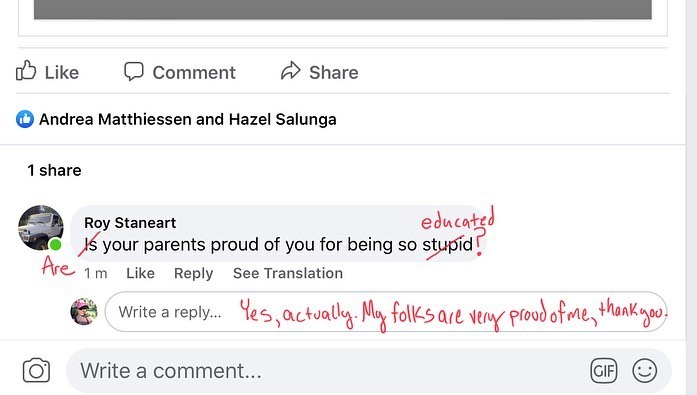 Like Comment Share
Andrea Matthiessen and Hazel Salunga
1 share
Roy Staneart
educated
Is your parents proud of you for being so stupid?
Are
1 m Like Reply See Translation
Write a reply... Yes, actually. My folks are very proud of me, thank you.
Write a comment... GIF